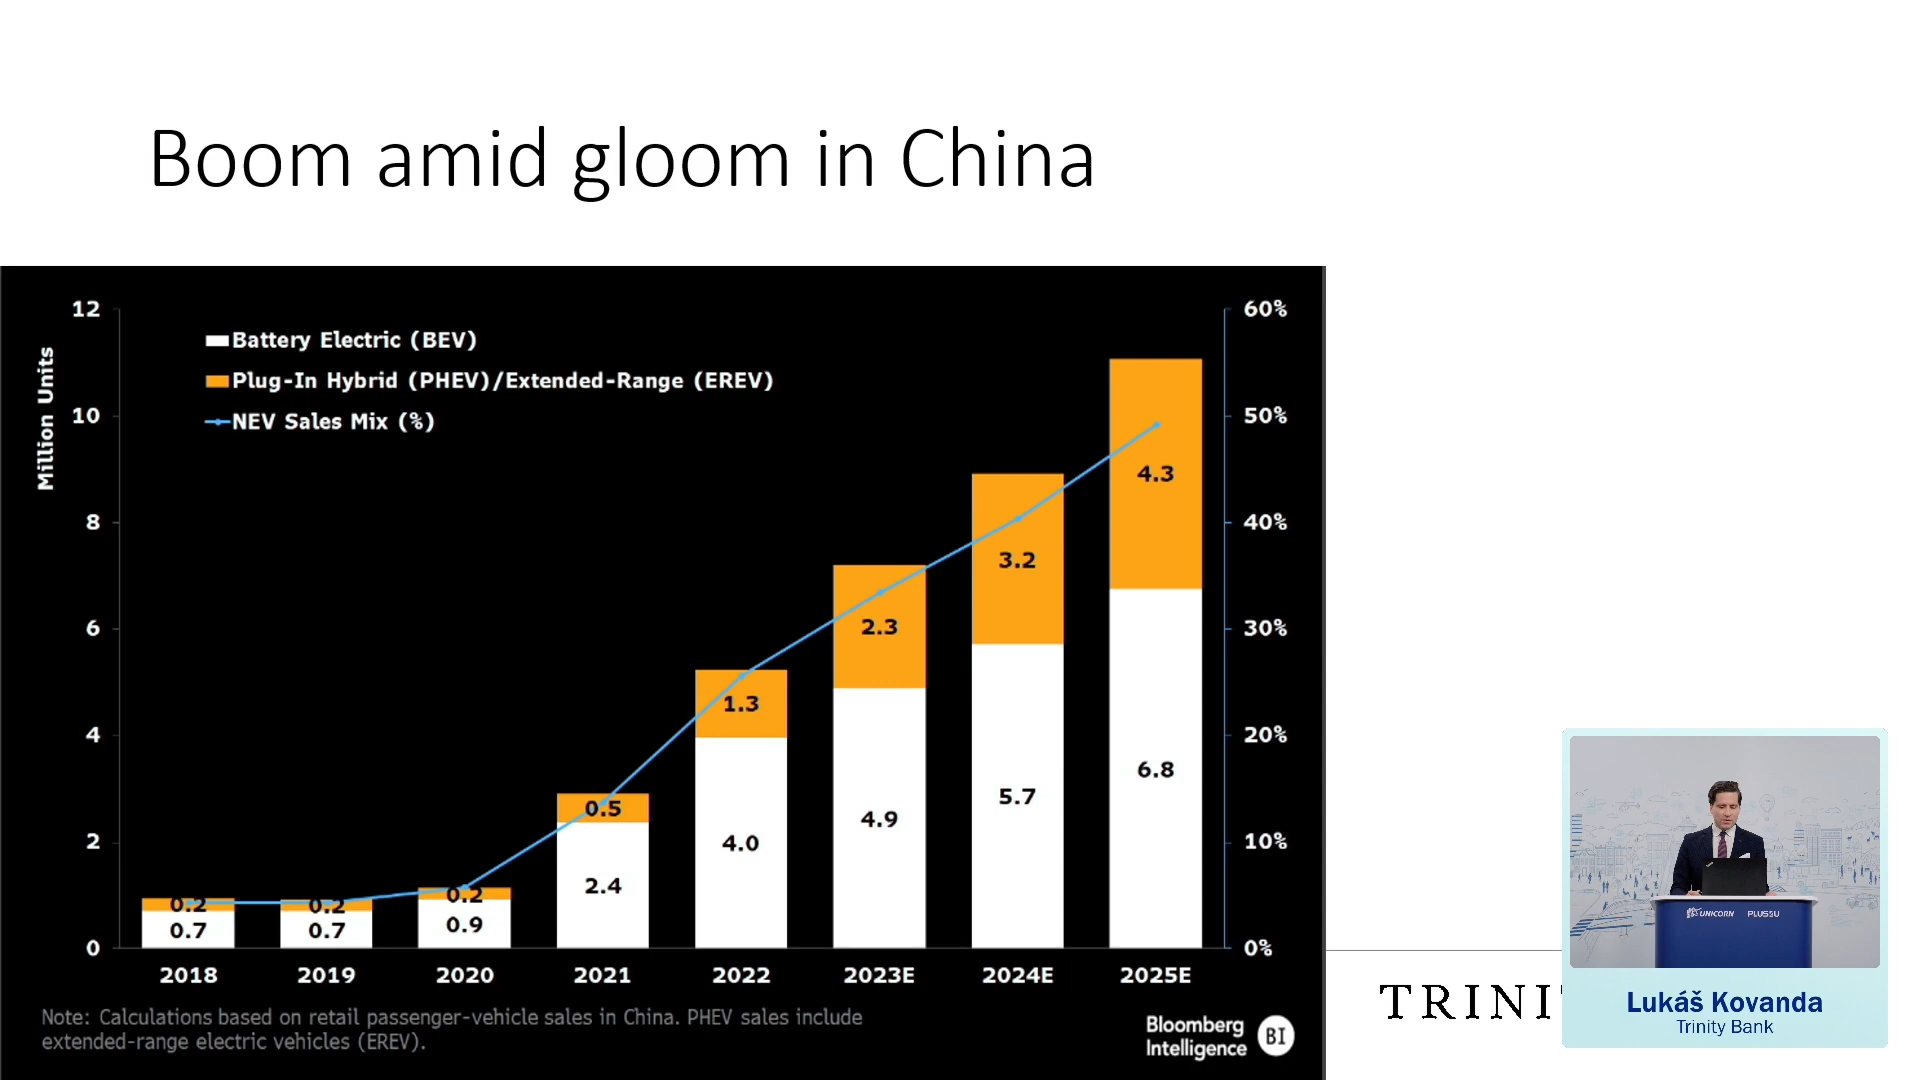 Boom amid gloom in China
Million Units
12
10
8
6
4
2
0
Battery Electric (BEV)
Plug-In Hybrid (PHEV)/Extended-Range (EREV)
NEV Sales Mix (%)
60%
50%
40%
30%
20%
10%
0%
0.2
0.7
0.2
0.7
0.2
0.9
0.5
2.4
1.3
4.0
2.3
4.9
3.2
5.7
4.3
6.8
2018 2019 2020 2021 2022 2023E 2024E 2025E
Note: Calculations based on retail passenger-vehicle sales in China. PHEV sales include
extended-range electric vehicles (EREV).
Bloomberg
Intelligence
BI
TRINI
UNICORN PLUS4U
Lukáš Kovanda
Trinity Bank